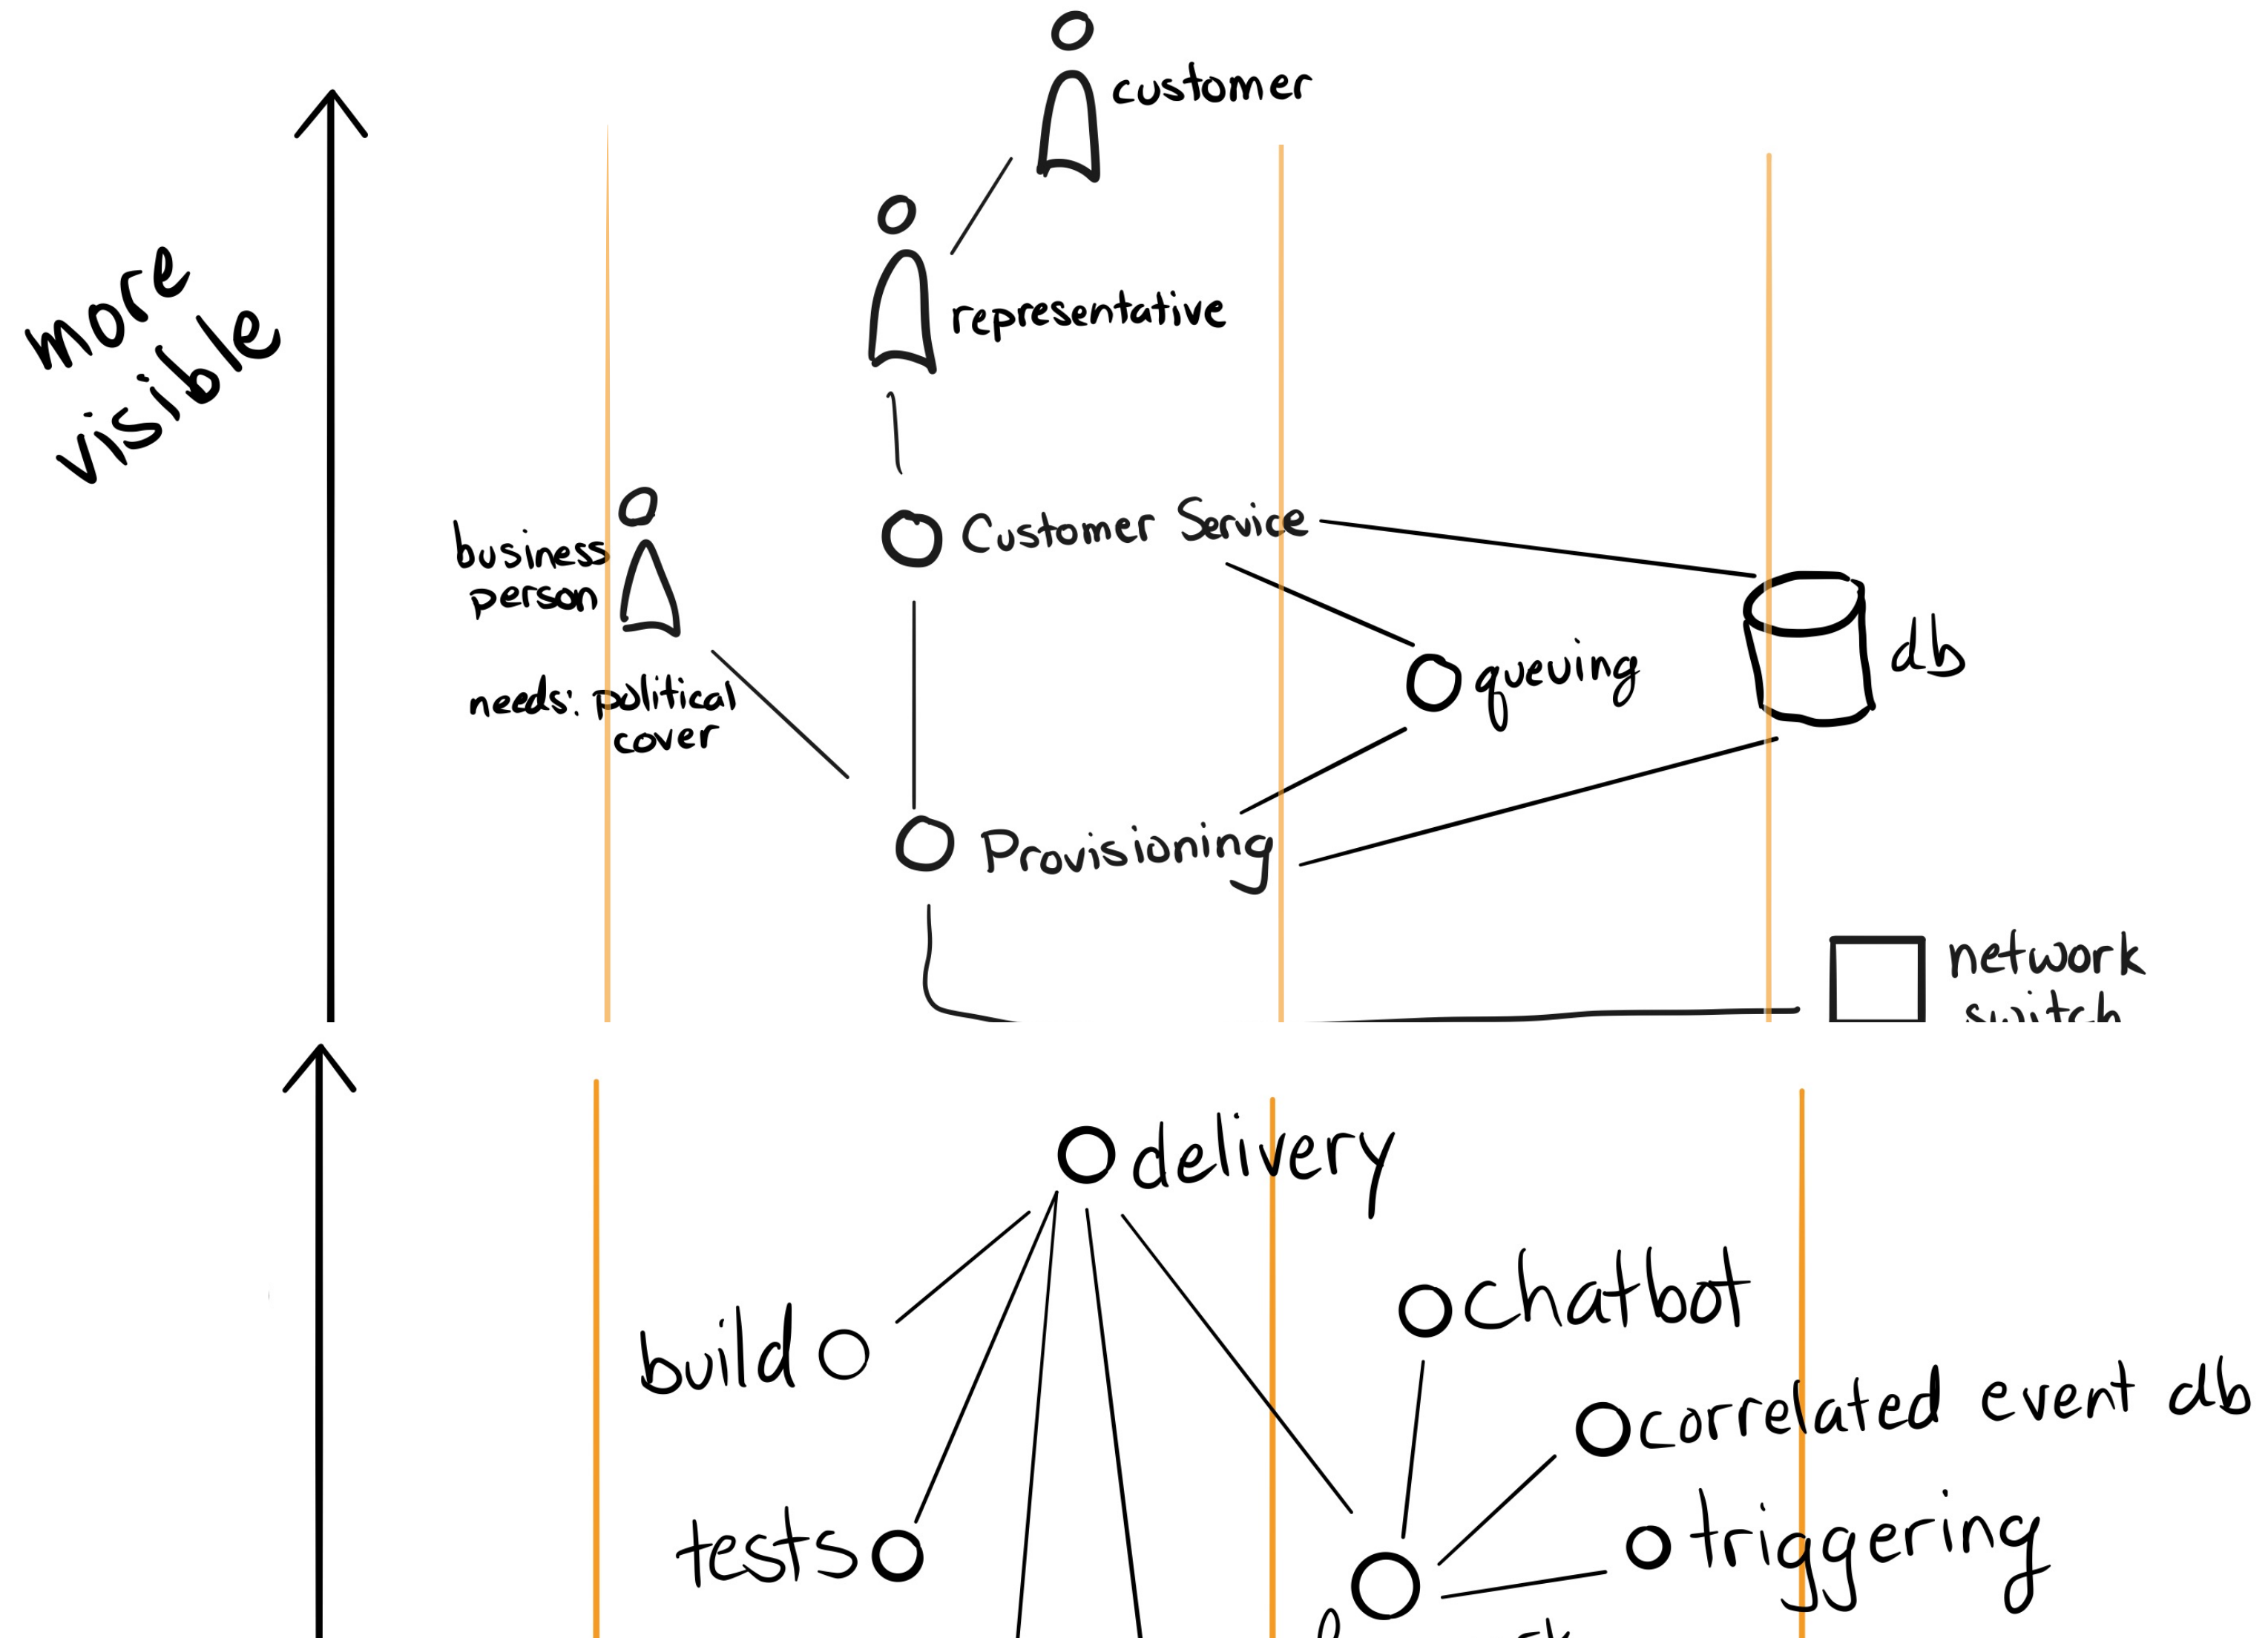 customer
more
visible
representative
Customer Service
business
person
queuing
db
needs: political
cover
Provisioning
network
switch
delivery
chatbot
build
correlated event db
tests
triggering